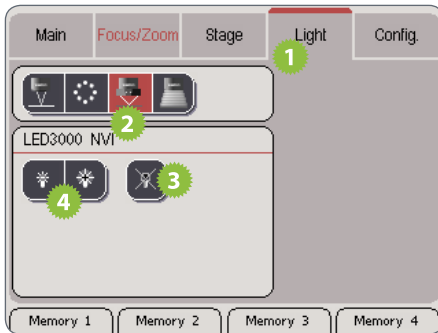 Main Focus/Zoom Stage Light Config.
1
2
LED3000 NVI
3
4
Memory 1 Memory 2 Memory 3 Memory 4